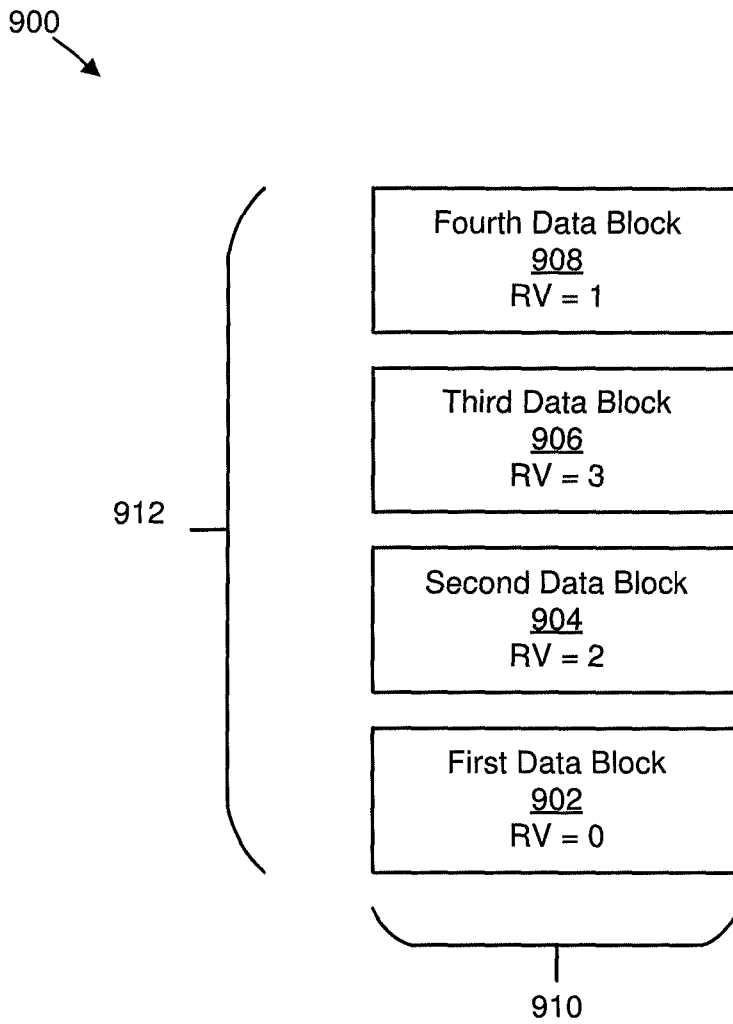 900
Fourth Data Block
908
RV = 1
Third Data Block
906
RV = 3
912
Second Data Block
904
RV = 2
First Data Block
902
RV = 0
910